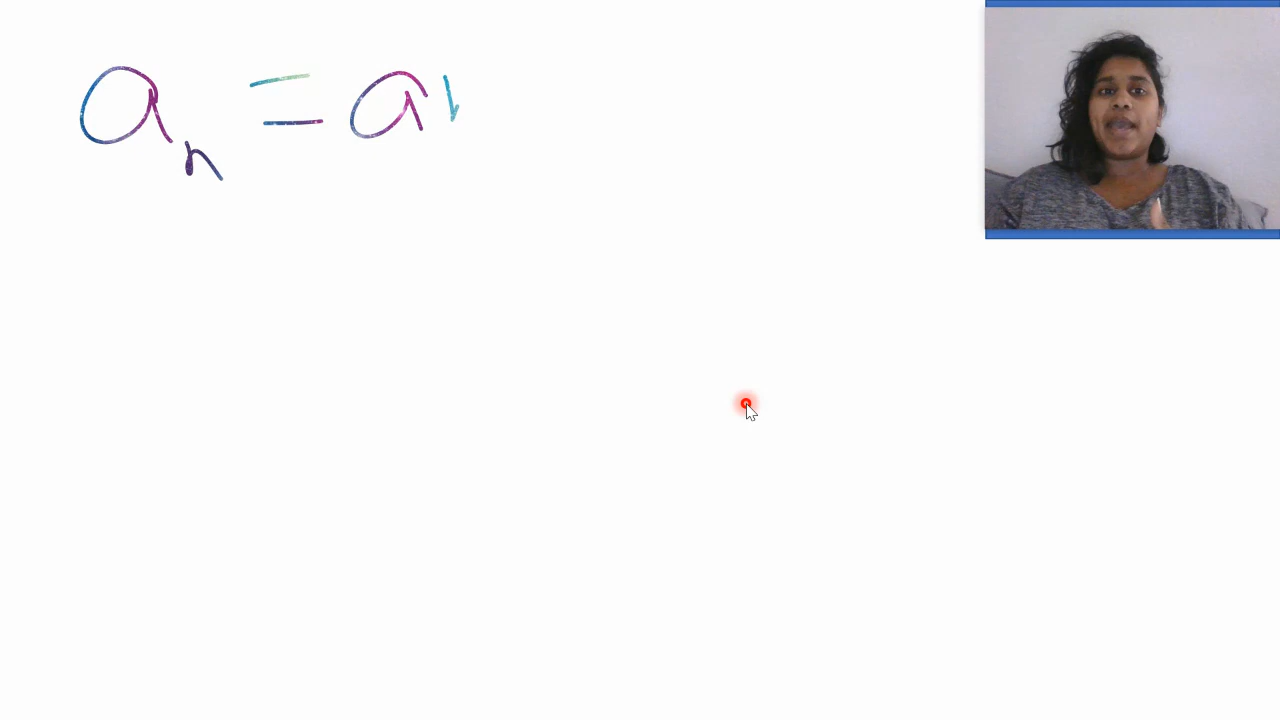 aₙ = a